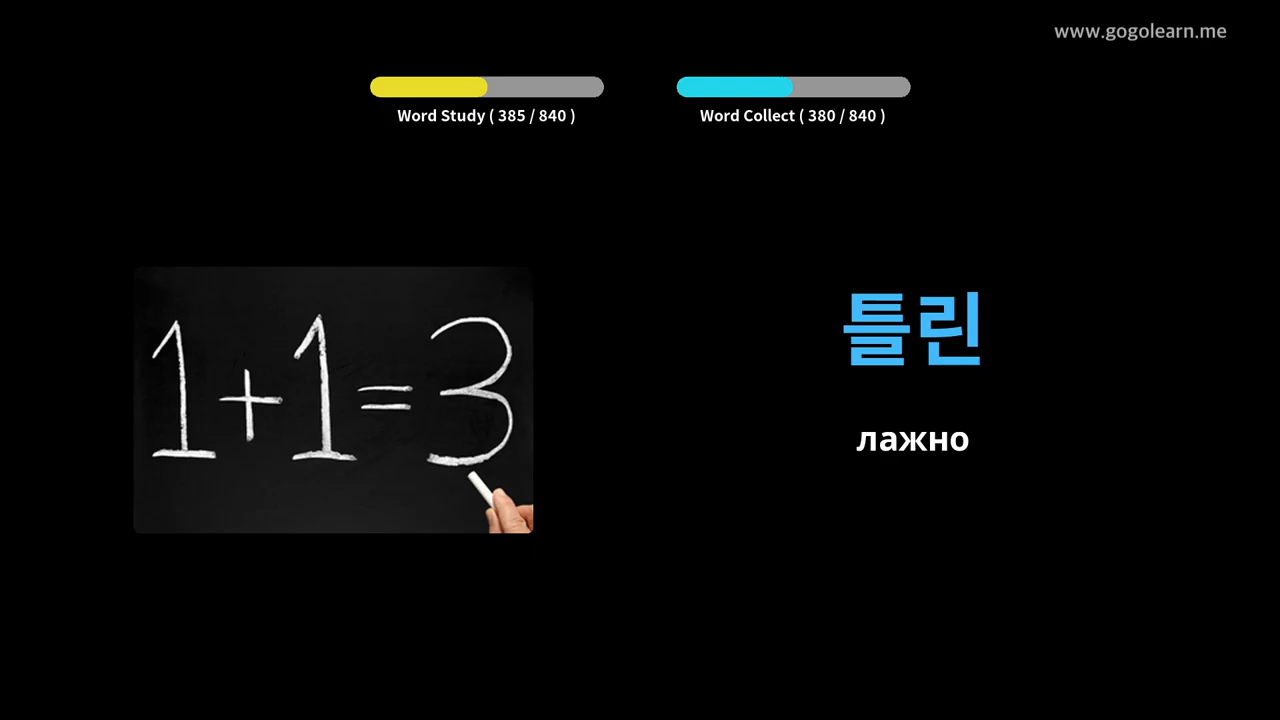 www.gogolearn.me
Word Study ( 385 / 840 )
Word Collect ( 380 / 840 )
1+1=3
틀린
лажно